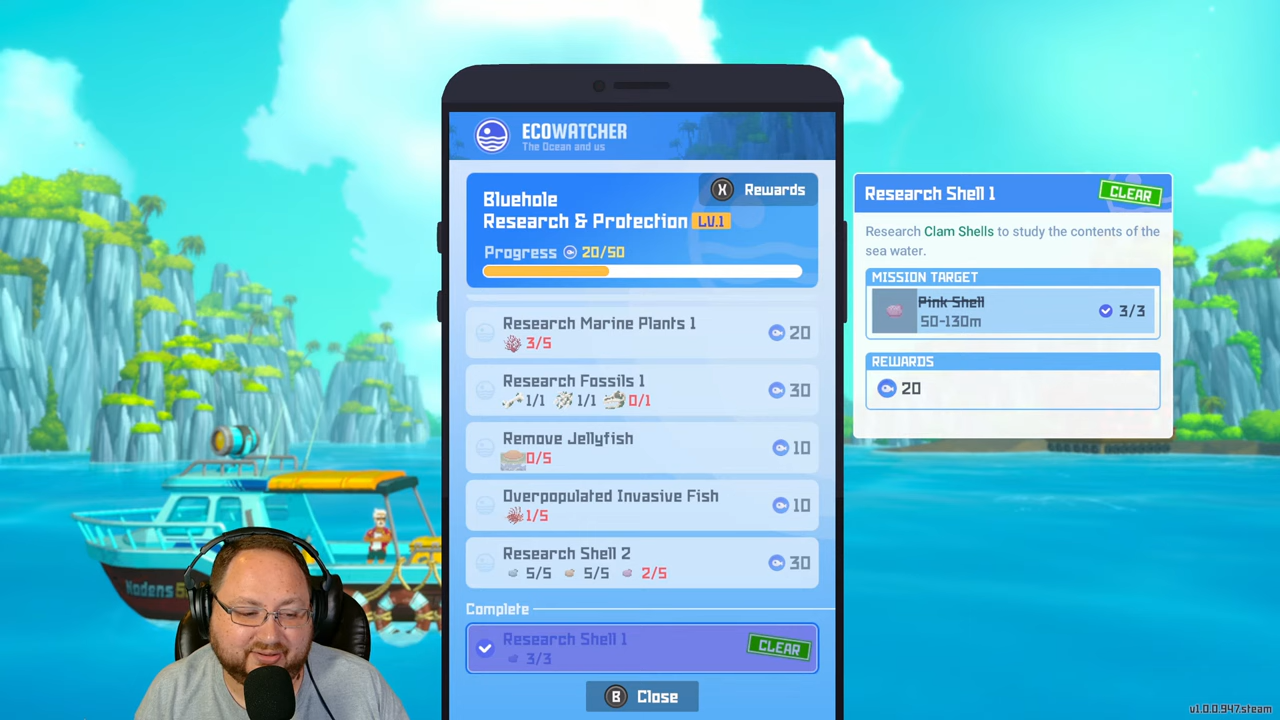 ECOWATCHER
The Ocean and us
X Rewards
Bluehole
Research & Protection LV.1
Progress 20/50
Research Marine Plants 1
3/5
20
Research Fossils 1
1/1 1/1 0/1
30
Remove Jellyfish
0/5
10
Overpopulated Invasive Fish
1/5
10
Research Shell 2
5/5 5/5 2/5
30
Complete
Research Shell 1
3/3
CLEAR
B Close
Research Shell 1
CLEAR
Research Clam Shells to study the contents of the
sea water.
MISSION TARGET
Pink Shell
50-130m
3/3
REWARDS
20
Nodens
v1.0.0.947.steam